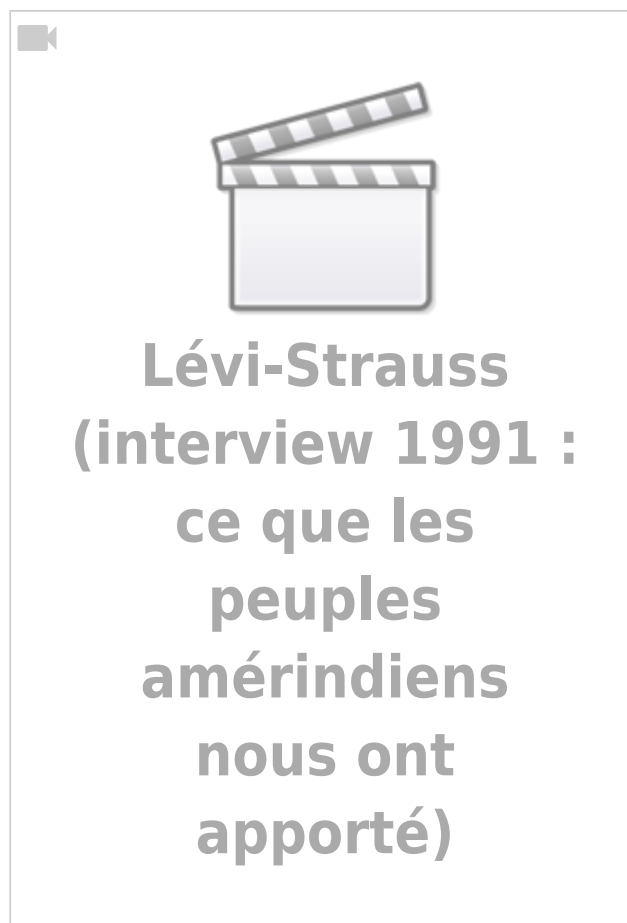 Lévi-Strauss
(interview 1991 :
ce que les
peuples
amérindiens
nous ont
apporté)